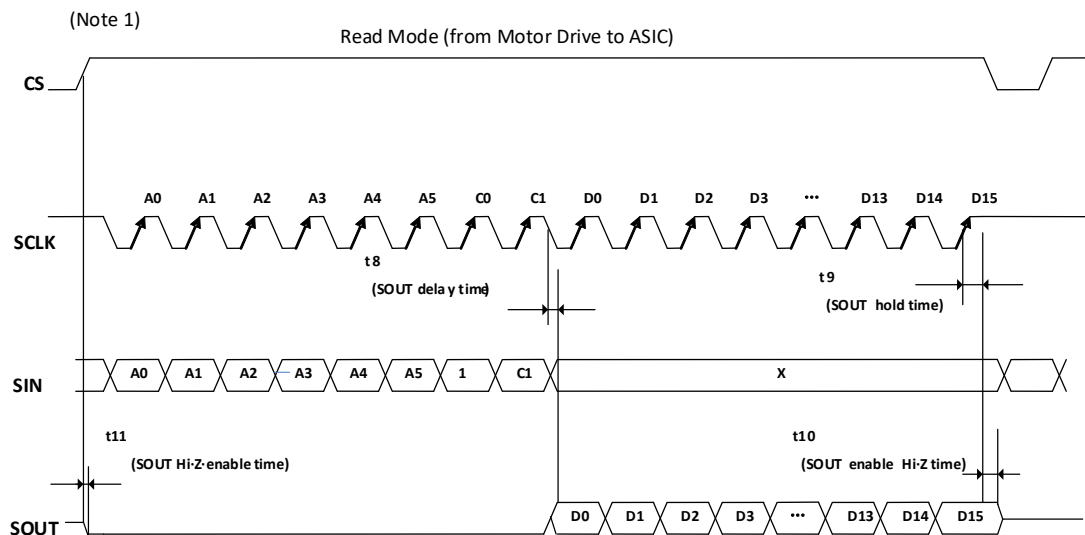 (Note 1)
Read Mode (from Motor Drive to ASIC)
CS
A0 A1 A2 A3 A4 A5 C0 C1 D0 D1 D2 D3 ··· D13 D14 D15
SCLK
t8
(SOUT delay time)
t9
(SOUT hold time)
SIN
A0 A1 A2 A3 A4 A5 1 C1 X
t11
(SOUT Hi-Z-enable time)
t10
(SOUT enable Hi-Z time)
SOUT
D0 D1 D2 D3 ··· D13 D14 D15